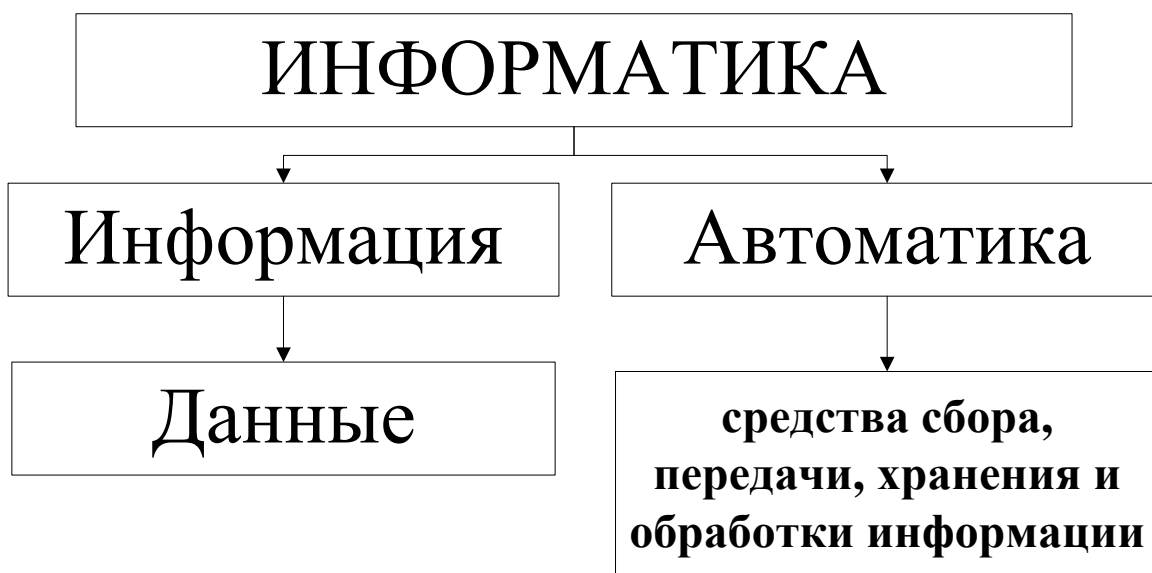 ИНФОРМАТИКА
Информация
Автоматика
Данные
средства сбора,
передачи, хранения и
обработки информации